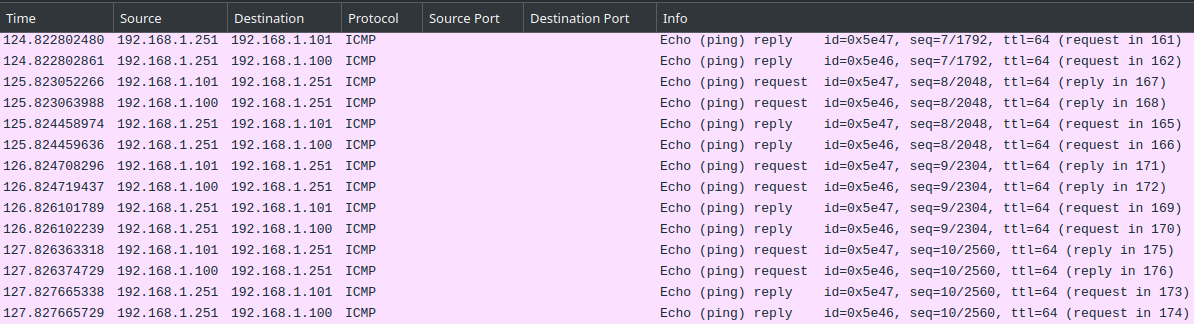 Time Source Destination Protocol Source Port Destination Port Info
124.822802480 192.168.1.251 192.168.1.101 ICMP Echo (ping) reply id=0x5e47, seq=7/1792, ttl=64 (request in 161)
124.822802861 192.168.1.251 192.168.1.100 ICMP Echo (ping) reply id=0x5e46, seq=7/1792, ttl=64 (request in 162)
125.823052266 192.168.1.101 192.168.1.251 ICMP Echo (ping) request id=0x5e47, seq=8/2048, ttl=64 (reply in 167)
125.823063988 192.168.1.100 192.168.1.251 ICMP Echo (ping) request id=0x5e46, seq=8/2048, ttl=64 (reply in 168)
125.824458974 192.168.1.251 192.168.1.101 ICMP Echo (ping) reply id=0x5e47, seq=8/2048, ttl=64 (request in 165)
125.824459636 192.168.1.251 192.168.1.100 ICMP Echo (ping) reply id=0x5e46, seq=8/2048, ttl=64 (request in 166)
126.824708296 192.168.1.101 192.168.1.251 ICMP Echo (ping) request id=0x5e47, seq=9/2304, ttl=64 (reply in 171)
126.824719437 192.168.1.100 192.168.1.251 ICMP Echo (ping) request id=0x5e46, seq=9/2304, ttl=64 (reply in 172)
126.826101789 192.168.1.251 192.168.1.101 ICMP Echo (ping) reply id=0x5e47, seq=9/2304, ttl=64 (request in 169)
126.826102239 192.168.1.251 192.168.1.100 ICMP Echo (ping) reply id=0x5e46, seq=9/2304, ttl=64 (request in 170)
127.826363318 192.168.1.101 192.168.1.251 ICMP Echo (ping) request id=0x5e47, seq=10/2560, ttl=64 (reply in 175)
127.826374729 192.168.1.100 192.168.1.251 ICMP Echo (ping) request id=0x5e46, seq=10/2560, ttl=64 (reply in 176)
127.827665338 192.168.1.251 192.168.1.101 ICMP Echo (ping) reply id=0x5e47, seq=10/2560, ttl=64 (request in 173)
127.827665729 192.168.1.251 192.168.1.100 ICMP Echo (ping) reply id=0x5e46, seq=10/2560, ttl=64 (request in 174)